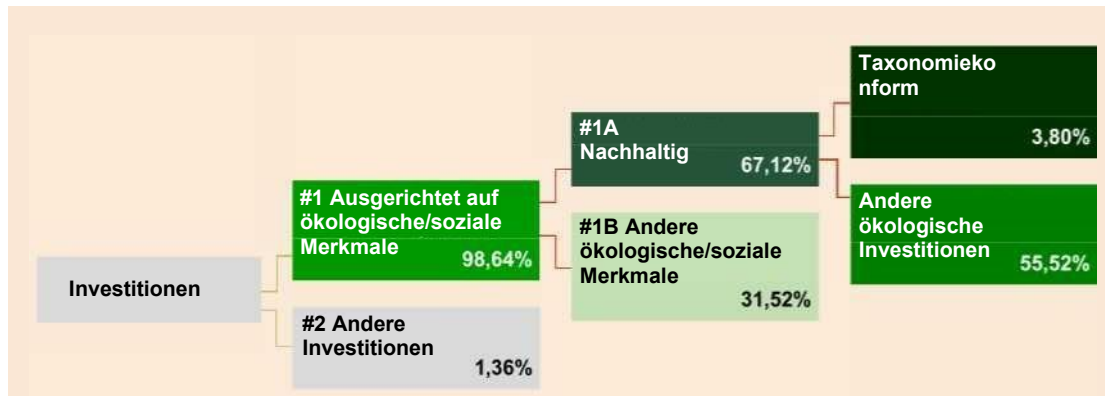 Investitionen
#1 Ausgerichtet auf
ökologische/soziale
Merkmale
98,64%
#2 Andere
Investitionen
1,36%
#1A
Nachhaltig
67,12%
#1B Andere
ökologische/soziale
Merkmale
31,52%
Taxonomieko
nform
3,80%
Andere
ökologische
Investitionen
55,52%